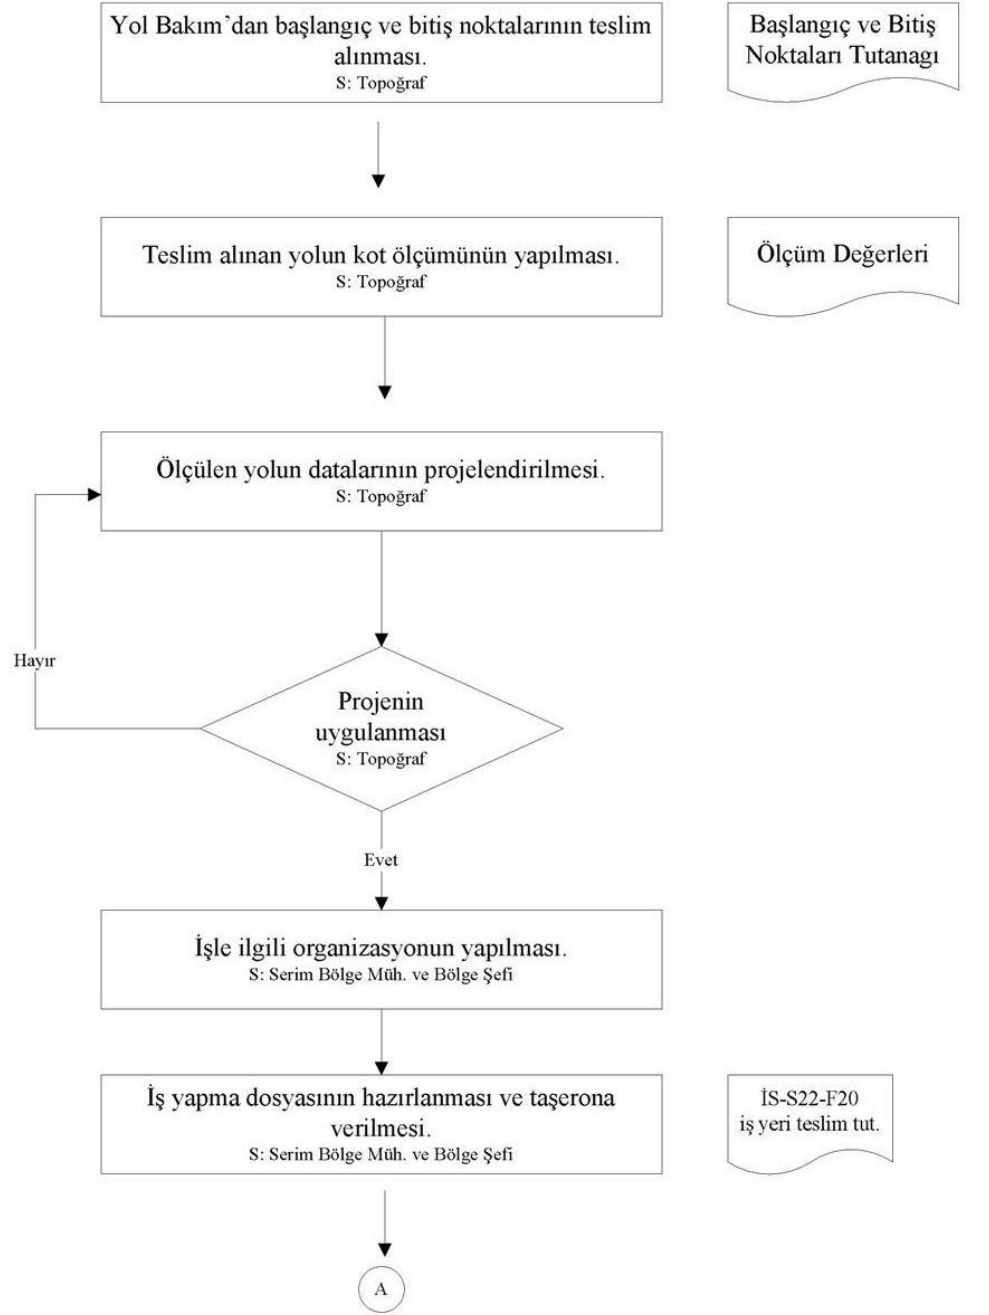 Yol Bakım’dan başlangıç ve bitiş noktalarının teslim
alınması.
S: Topoğraf
Başlangıç ve Bitiş
Noktaları Tutanagı
Teslim alınan yolun kot ölçümünün yapılması.
S: Topoğraf
Ölçüm Değerleri
Ölçülen yolun datalarının projelendirilmesi.
S: Topoğraf
Hayır
Projenin
uygulanması
S: Topoğraf
Evet
İşle ilgili organizasyonun yapılması.
S: Serim Bölge Müh. ve Bölge Şefi
İş yapma dosyasının hazırlanması ve taşerona
verilmesi.
S: Serim Bölge Müh. ve Bölge Şefi
İS-S22-F20
iş yeri teslim tut.
A